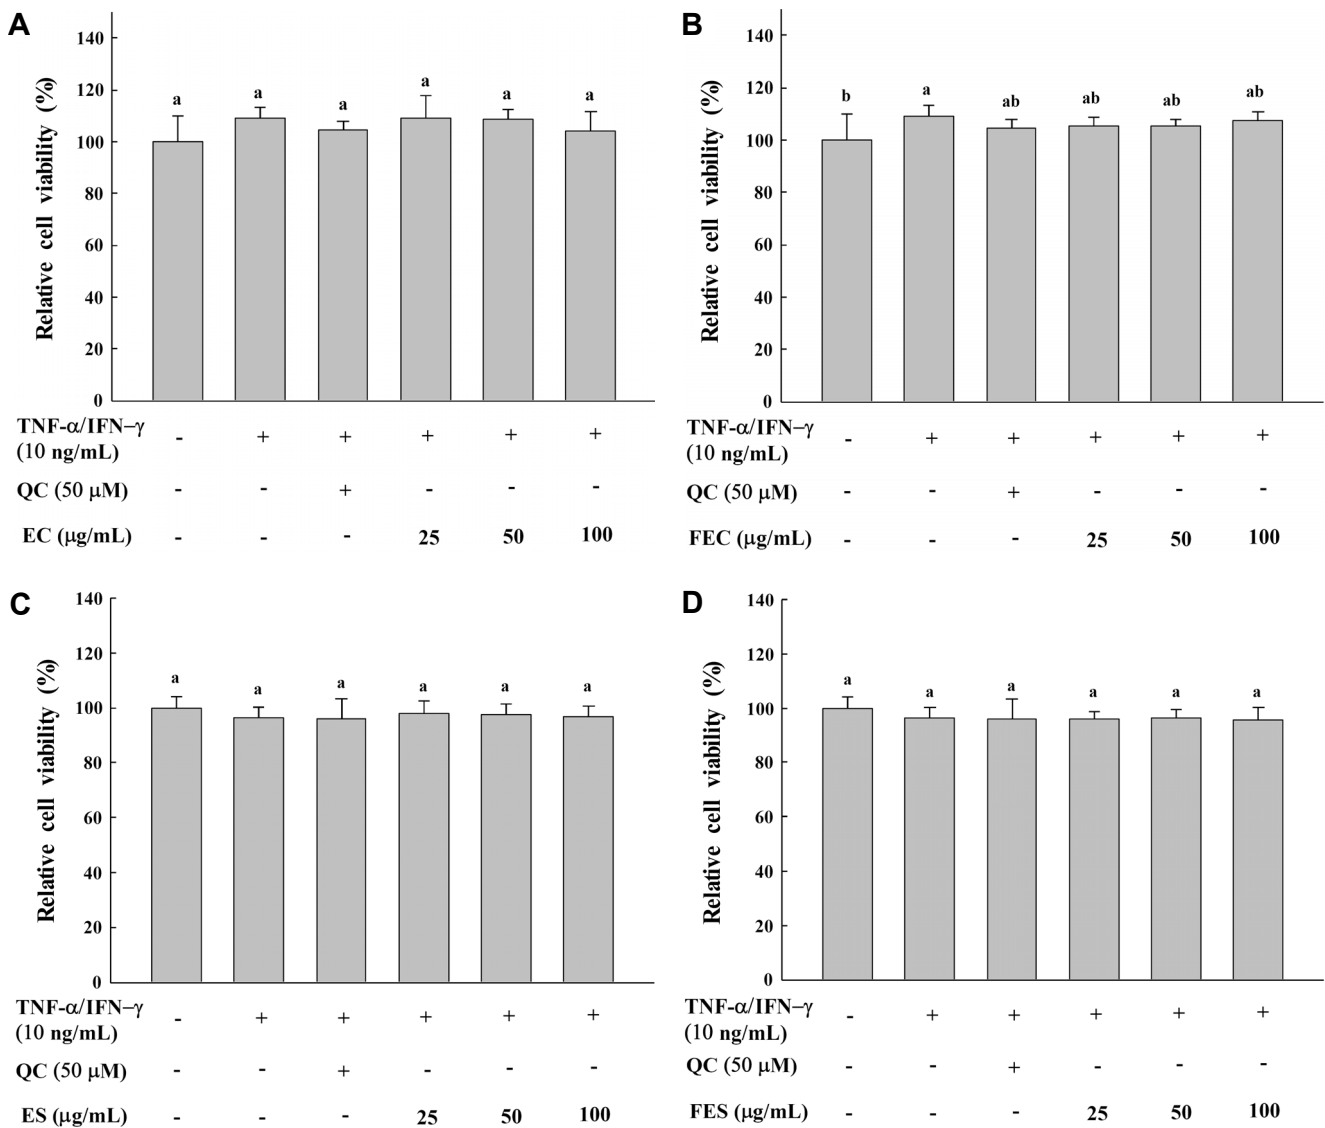 A
Relative cell viability (%)
140
120
100
80
60
40
20
0
a a a a a a
TNF-α/IFN–γ
(10 ng/mL) - + + + + +
QC (50 μM) - - + - - -
EC (μg/mL) - - - 25 50 100
B
Relative cell viability (%)
140
120
100
80
60
40
20
0
b a ab ab ab ab
TNF-α/IFN–γ
(10 ng/mL) - + + + + +
QC (50 μM) - - + - - -
FEC (μg/mL) - - - 25 50 100
C
Relative cell viability (%)
140
120
100
80
60
40
20
0
a a a a a a
TNF-α/IFN–γ
(10 ng/mL) - + + + + +
QC (50 μM) - - + - - -
ES (μg/mL) - - - 25 50 100
D
Relative cell viability (%)
140
120
100
80
60
40
20
0
a a a a a a
TNF-α/IFN–γ
(10 ng/mL) - + + + + +
QC (50 μM) - - + - - -
FES (μg/mL) - - - 25 50 100